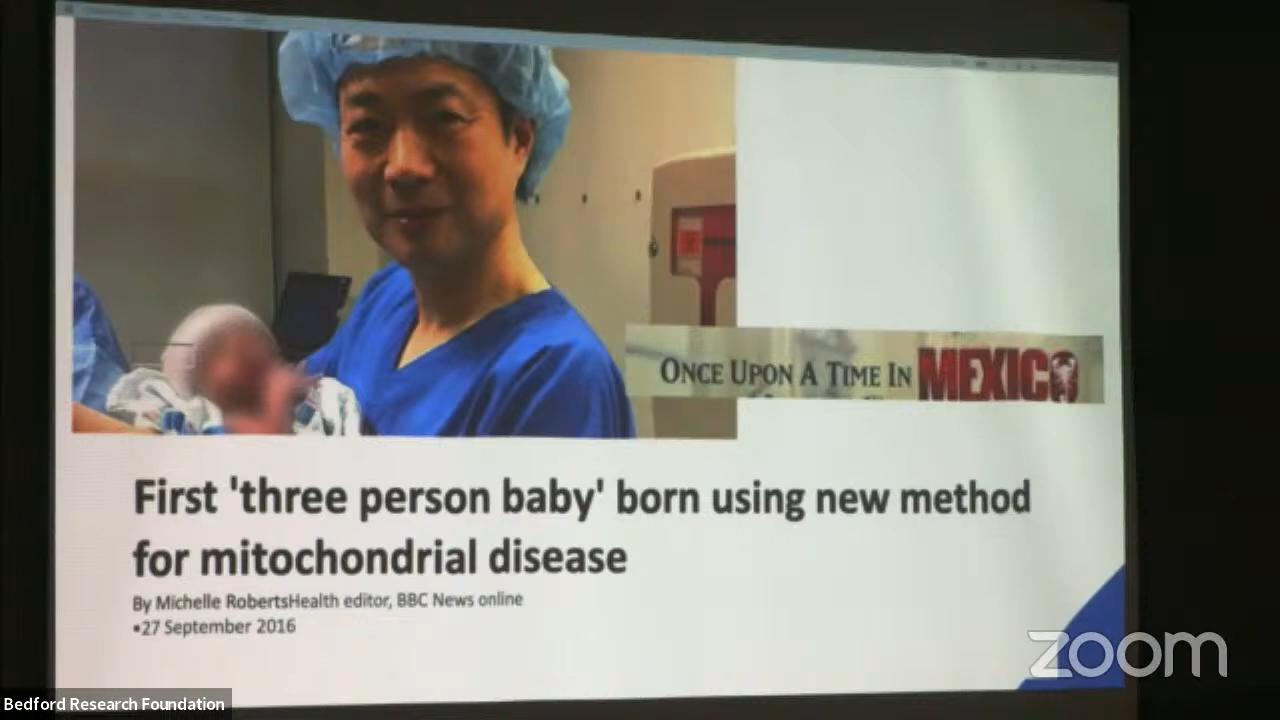 ONCE UPON A TIME IN MEXICO
First 'three person baby' born using new method
for mitochondrial disease
By Michelle RobertsHealth editor, BBC News online
•27 September 2016
zoom
Bedford Research Foundation